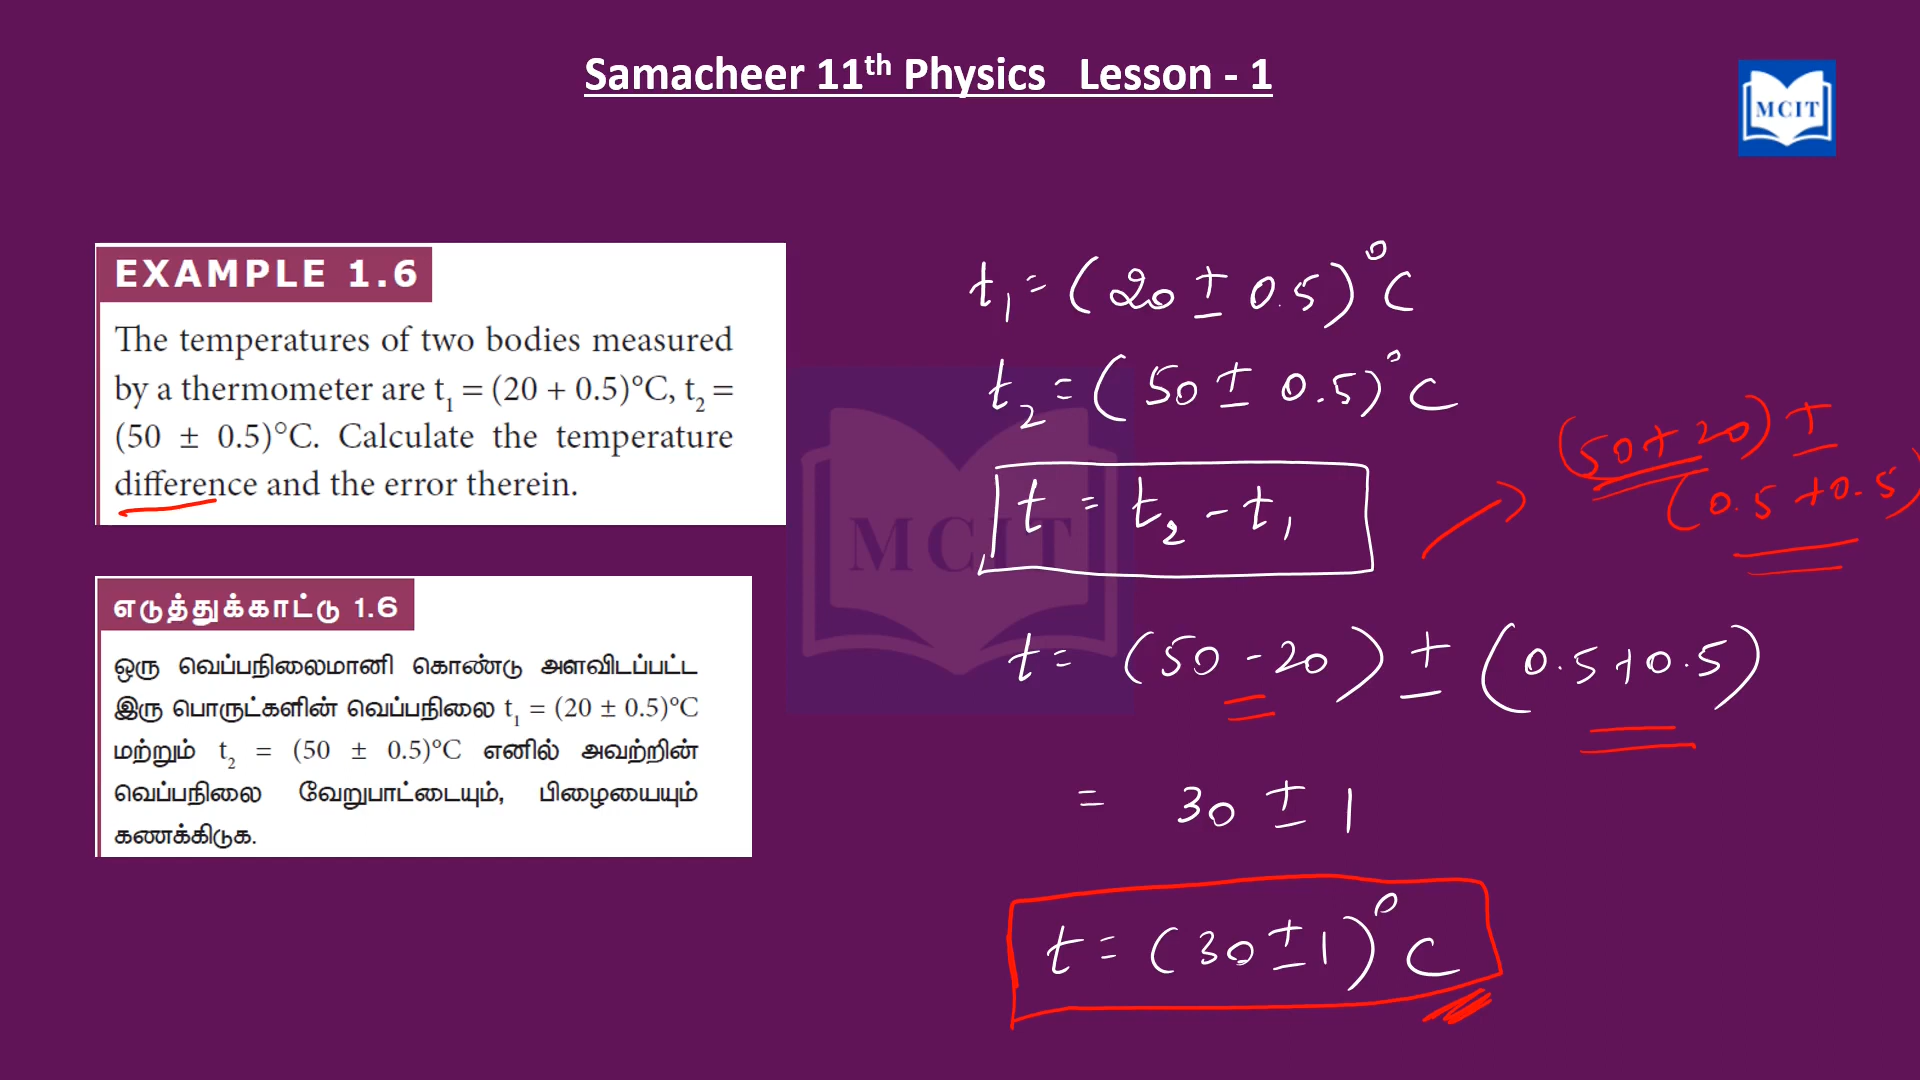 Samacheer 11th Physics Lesson - 1
MCIT
EXAMPLE 1.6
The temperatures of two bodies measured
by a thermometer are t₁ = (20 + 0.5)°C, t₂ =
(50 ± 0.5)°C. Calculate the temperature
difference and the error therein.
எடுத்துக்காட்டு 1.6
ஒரு வெப்பநிலைமானி கொண்டு அளவிடப்பட்ட
இரு பொருட்களின் வெப்பநிலை t₁ = (20 ± 0.5)°C
மற்றும் t₂ = (50 ± 0.5)°C எனில் அவற்றின்
வெப்பநிலை வேறுபாட்டையும், பிழையையும்
கணக்கிடுக.
MCIT
t₁ = (20 ± 0.5)°C
t₂ = (50 ± 0.5)°C
t = t₂ - t₁
(50+20) ±
(0.5+0.5)
t = (50 - 20) ± (0.5+0.5)
= 30 ± 1
t = (30 ± 1)°C